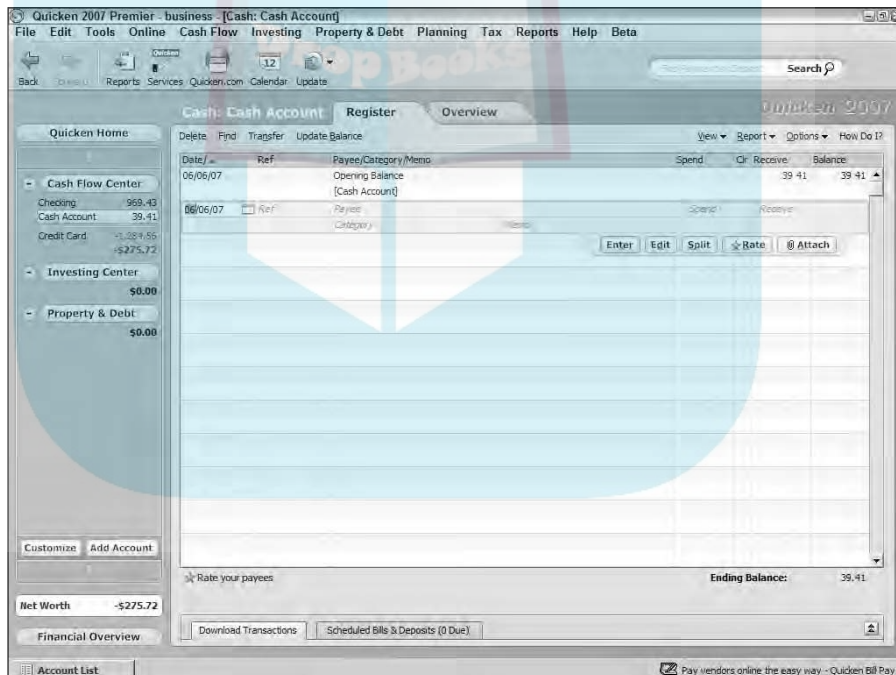 Quicken 2007 Premier - business - [Cash: Cash Account]
File Edit Tools Online Cash Flow Investing Property & Debt Planning Tax Reports Help Beta
Back Reports Services Quicken.com Calendar Update
Search
Cash: Cash Account Register Overview Quicken 2007
Quicken Home
Delete Find Transfer Update Balance View Report Options How Do I?
Date/ Ref Payee/Category/Memo Spend Clr Receive Balance
06/06/07 Opening Balance 39 41 39 41
[Cash Account]
06/06/07 Ref Payee Spend Receive
Category Memo
Enter Edit Split Rate Attach
Cash Flow Center
Checking 969.43
Cash Account 39.41
Credit Card -1,284.56
-$275.72
Investing Center
$0.00
Property & Debt
$0.00
Customize Add Account
Rate your payees Ending Balance: 39.41
Net Worth -$275.72
Financial Overview
Download Transactions Scheduled Bills & Deposits (0 Due)
Account List
Pay vendors online the easy way - Quicken Bill Pay